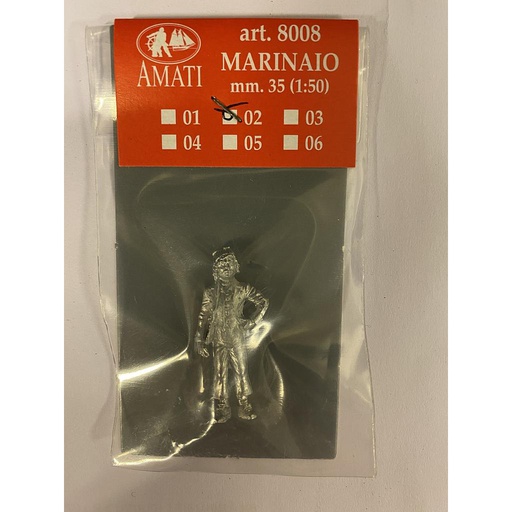 AMATI
art. 8008
MARINAIO
mm. 35 (1:50)
01 02 03
04 05 06